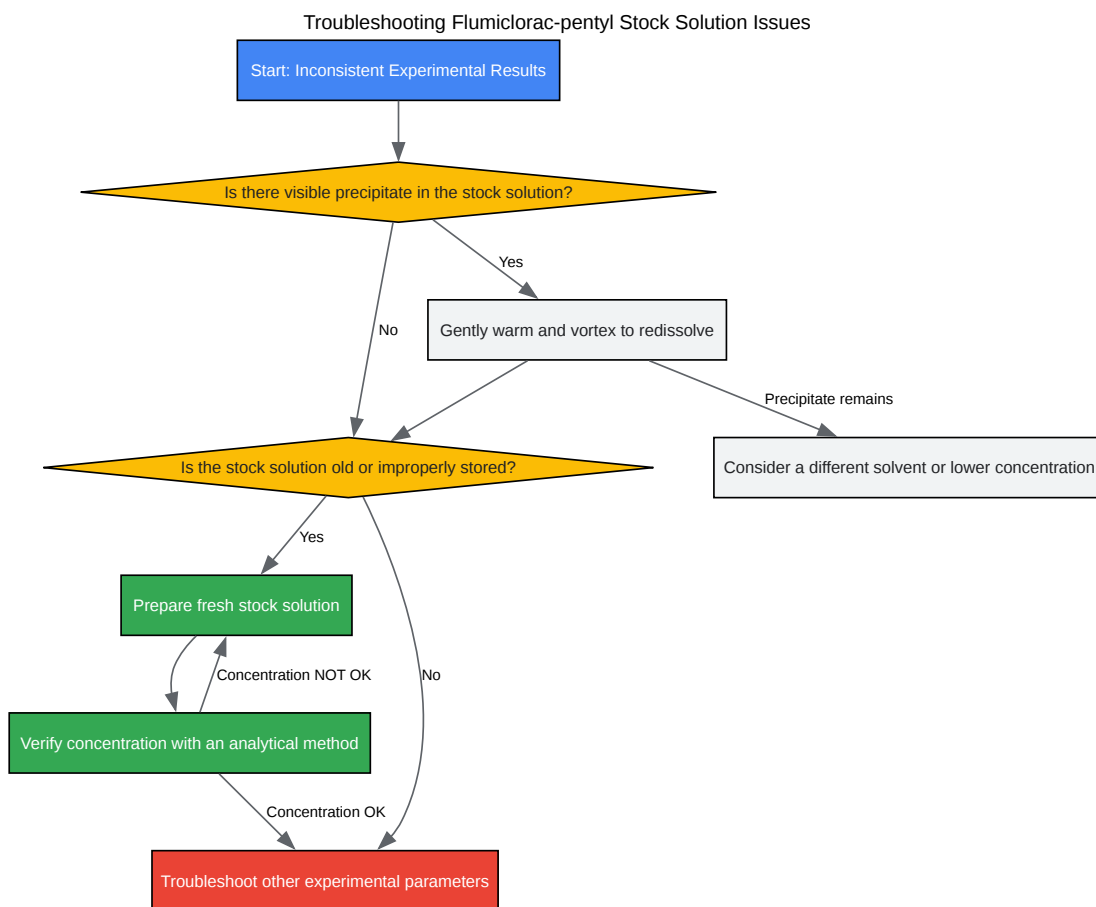 Troubleshooting Flumiclorac-pentyl Stock Solution Issues
Start: Inconsistent Experimental Results
Is there visible precipitate in the stock solution?
Yes
No
Gently warm and vortex to redissolve
Precipitate remains
Is the stock solution old or improperly stored?
Consider a different solvent or lower concentration
Yes
Prepare fresh stock solution
Concentration NOT OK
No
Verify concentration with an analytical method
Concentration OK
Troubleshoot other experimental parameters